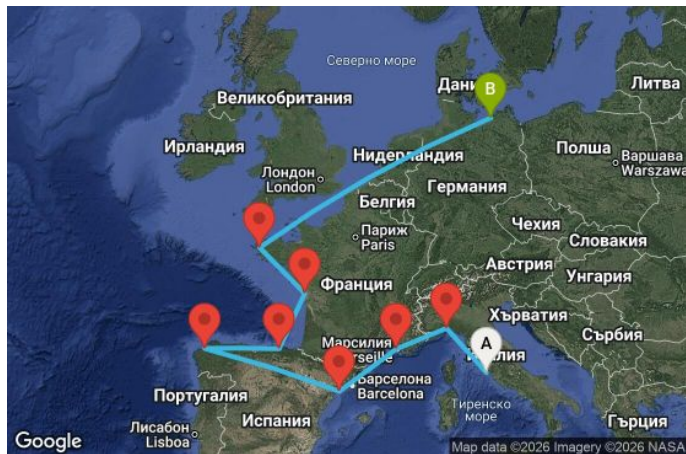 Северно море
Дани
Литва
Великобритания
Ирландия
Полша
Варшава
Warszawa
Нидерландия
Лондон
London
Германия
Белгия
Чехия
Париж
Paris
Словакия
Австрия
Франция
Унгария
Хърватия
Сърбия
Марсилия
Marseille
A
B
Италия
Барселона
Barcelona
Португалия
Испания
Тиренско
море
Гърция
Лисабон
Lisboa
Google
Map data ©2026 Imagery ©2026 NASA